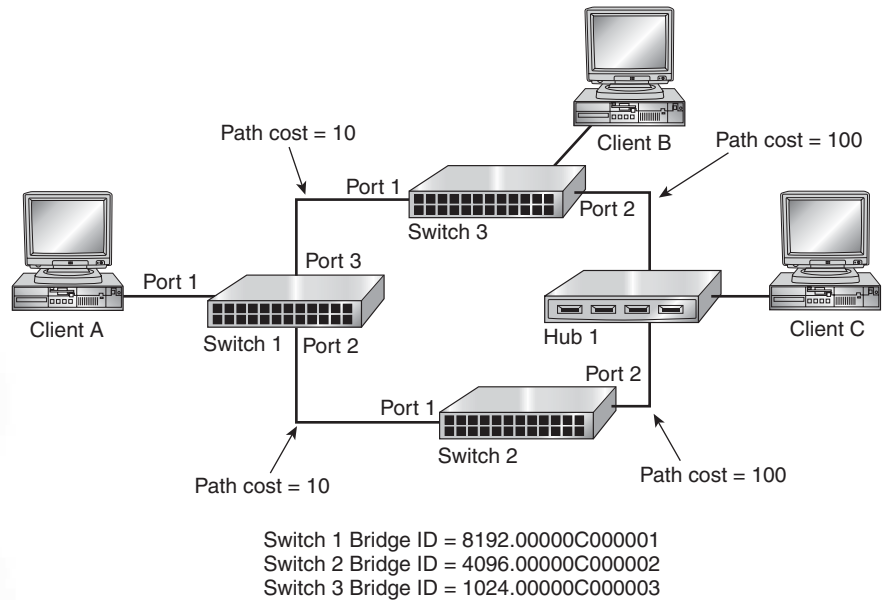 Client B
Path cost = 10
Path cost = 100
Port 1
Port 2
Switch 3
Port 1
Port 3
Client A
Switch 1
Port 2
Hub 1
Client C
Port 2
Port 1
Switch 2
Path cost = 10
Path cost = 100
Switch 1 Bridge ID = 8192.00000C000001
Switch 2 Bridge ID = 4096.00000C000002
Switch 3 Bridge ID = 1024.00000C000003